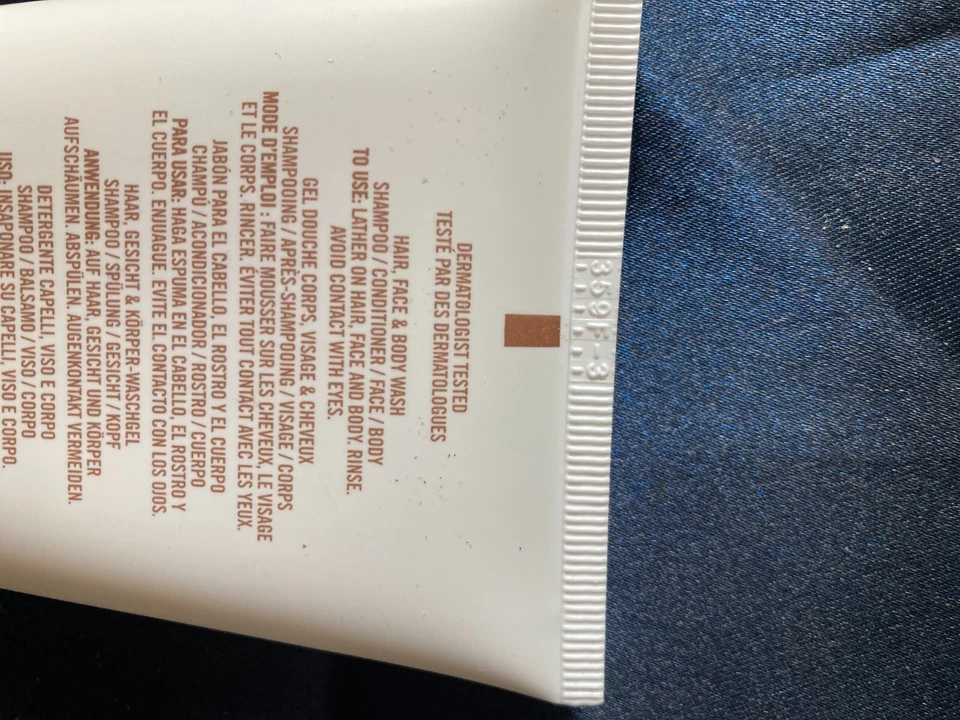 359F-3
DERMATOLOGIST TESTED
TESTÉ PAR DES DERMATOLOGUES
HAIR, FACE & BODY WASH
SHAMPOO / CONDITIONER / FACE / BODY
TO USE: LATHER ON HAIR, FACE AND BODY. RINSE.
AVOID CONTACT WITH EYES.
GEL DOUCHE CORPS, VISAGE & CHEVEUX
SHAMPOOING / APRÈS-SHAMPOOING / VISAGE / CORPS
MODE D'EMPLOI : FAIRE MOUSSER SUR LES CHEVEUX, LE VISAGE
ET LE CORPS. RINCER. ÉVITER TOUT CONTACT AVEC LES YEUX.
JABÓN PARA EL CABELLO, EL ROSTRO Y EL CUERPO
CHAMPÚ / ACONDICIONADOR / ROSTRO / CUERPO
PARA USAR: HAGA ESPUMA EN EL CABELLO, EL ROSTRO Y
EL CUERPO. ENJUAGUE. EVITE EL CONTACTO CON LOS OJOS.
HAAR, GESICHT & KÖRPER-WASCHGEL
SHAMPOO / SPÜLUNG / GESICHT / KOPF
ANWENDUNG: AUF HAAR, GESICHT UND KÖRPER
AUFSCHÄUMEN. ABSPÜLEN. AUGENKONTAKT VERMEIDEN.
DETERGENTE CAPELLI, VISO E CORPO
SHAMPOO / BALSAMO / VISO / CORPO
USO: INSAPONARE SU CAPELLI, VISO E CORPO.